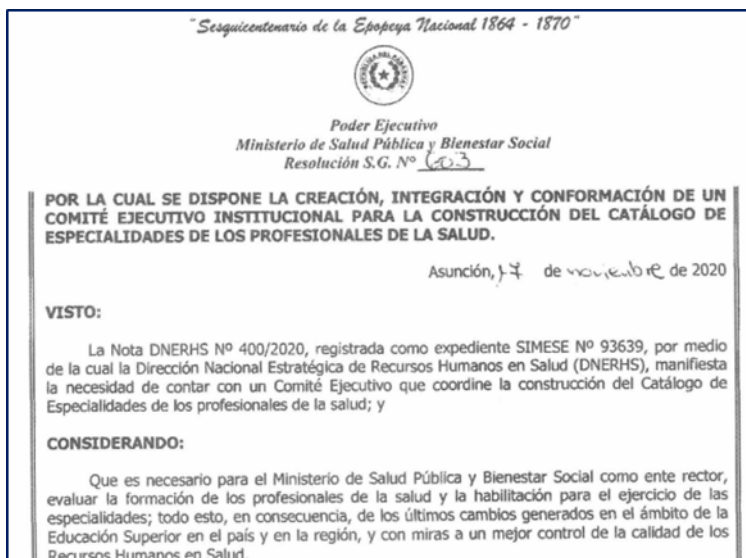 "Sesquicentenario de la Epopeya Nacional 1864 - 1870"
Poder Ejecutivo
Ministerio de Salud Pública y Bienestar Social
Resolución S.G. Nº 603
POR LA CUAL SE DISPONE LA CREACIÓN, INTEGRACIÓN Y CONFORMACIÓN DE UN
COMITÉ EJECUTIVO INSTITUCIONAL PARA LA CONSTRUCCIÓN DEL CATÁLOGO DE
ESPECIALIDADES DE LOS PROFESIONALES DE LA SALUD.
Asunción, 17 de noviembre de 2020
VISTO:
La Nota DNERHS Nº 400/2020, registrada como expediente SIMESE Nº 93639, por medio
de la cual la Dirección Nacional Estratégica de Recursos Humanos en Salud (DNERHS), manifiesta
la necesidad de contar con un Comité Ejecutivo que coordine la construcción del Catálogo de
Especialidades de los profesionales de la salud; y
CONSIDERANDO:
Que es necesario para el Ministerio de Salud Pública y Bienestar Social como ente rector,
evaluar la formación de los profesionales de la salud y la habilitación para el ejercicio de las
especialidades; todo esto, en consecuencia, de los últimos cambios generados en el ámbito de la
Educación Superior en el país y en la región, y con miras a un mejor control de la calidad de los
Recursos Humanos en Salud.